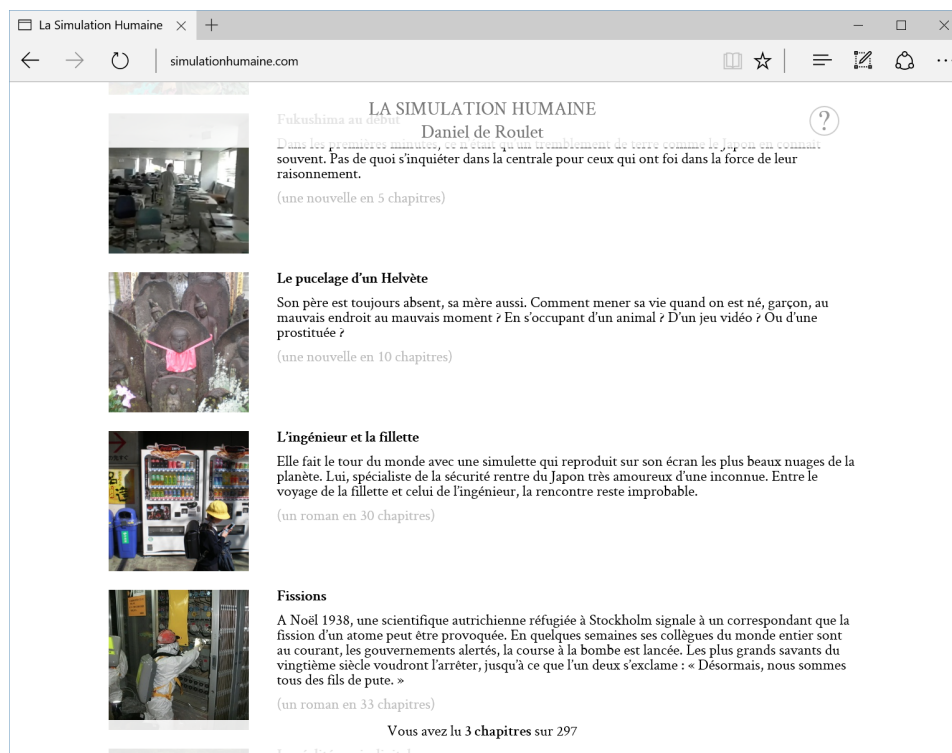 La Simulation Humaine
simulationhumaine.com
LA SIMULATION HUMAINE
Daniel de Roulet
?
Fukushima au début
Dans les premières minutes, ce n'était qu'un tremblement de terre comme le Japon en connaît
souvent. Pas de quoi s'inquiéter dans la centrale pour ceux qui ont foi dans la force de leur
raisonnement.
(une nouvelle en 5 chapitres)
Le pucelage d'un Helvète
Son père est toujours absent, sa mère aussi. Comment mener sa vie quand on est né, garçon, au
mauvais endroit au mauvais moment ? En s'occupant d'un animal ? D'un jeu vidéo ? Ou d'une
prostituée ?
(une nouvelle en 10 chapitres)
L'ingénieur et la fillette
Elle fait le tour du monde avec une simulette qui reproduit sur son écran les plus beaux nuages de la
planète. Lui, spécialiste de la sécurité rentre du Japon très amoureux d'une inconnue. Entre le
voyage de la fillette et celui de l'ingénieur, la rencontre reste improbable.
(un roman en 30 chapitres)
Fissions
A Noël 1938, une scientifique autrichienne réfugiée à Stockholm signale à un correspondant que la
fission d'un atome peut être provoquée. En quelques semaines ses collègues du monde entier sont
au courant, les gouvernements alertés, la course à la bombe est lancée. Les plus grands savants du
vingtième siècle voudront l'arrêter, jusqu'à ce que l'un deux s'exclame : « Désormais, nous sommes
tous des fils de pute. »
(un roman en 33 chapitres)
Vous avez lu 3 chapitres sur 297